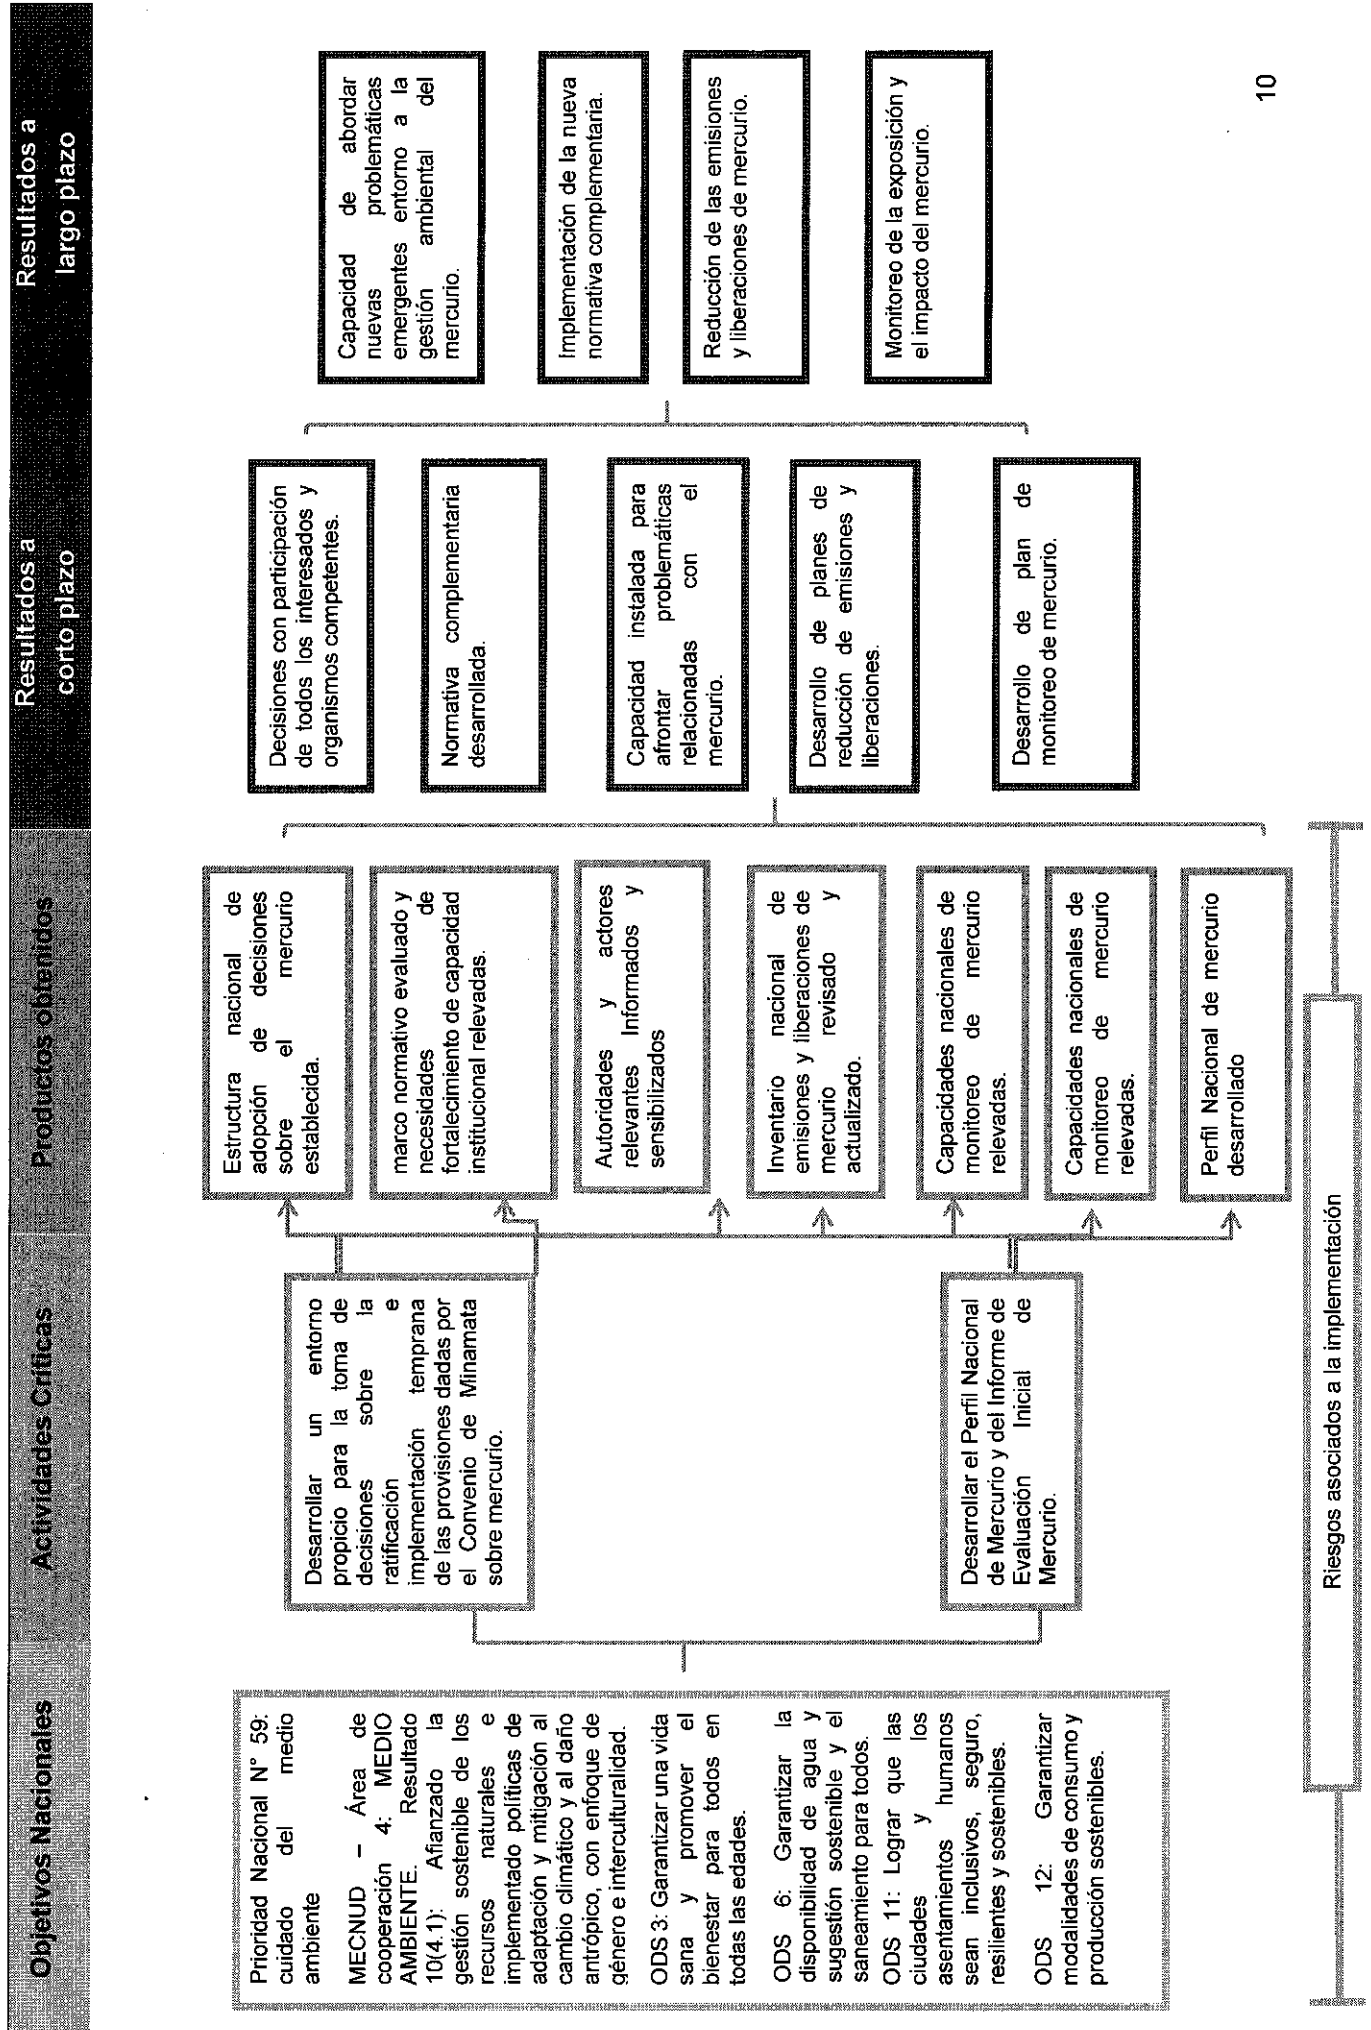 Objetivos Nacionales
Actividades Críticas
Productos obtenidos
Resultados a
corto plazo
Resultados a
largo plazo
Prioridad Nacional N° 59:
cuidado del medio
ambiente
MECNUD – Área de
cooperación 4: MEDIO
AMBIENTE. Resultado
10(4.1): Afianzado la
gestión sostenible de los
recursos naturales e
implementado políticas de
adaptación y mitigación al
cambio climático y al daño
antrópico, con enfoque de
género e interculturalidad.
ODS 3: Garantizar una vida
sana y promover el
bienestar para todos en
todas las edades.
ODS 6: Garantizar la
disponibilidad de agua y
sugestión sostenible y el
saneamiento para todos.
ODS 11: Lograr que las
ciudades y los
asentamientos humanos
sean inclusivos, seguro,
resilientes y sostenibles.
ODS 12: Garantizar
modalidades de consumo y
producción sostenibles.
Desarrollar un entorno
propicio para la toma de
decisiones sobre la
ratificación e
implementación temprana
de las provisiones dadas por
el Convenio de Minamata
sobre mercurio.
Desarrollar el Perfil Nacional
de Mercurio y del Informe de
Evaluación Inicial de
Mercurio.
Estructura nacional de
adopción de decisiones
sobre el mercurio
establecida.
marco normativo evaluado y
necesidades de
fortalecimiento de capacidad
institucional relevadas.
Autoridades y actores
relevantes Informados y
sensibilizados
Inventario nacional de
emisiones y liberaciones de
mercurio revisado y
actualizado.
Capacidades nacionales de
monitoreo de mercurio
relevadas.
Capacidades nacionales de
monitoreo de mercurio
relevadas.
Perfil Nacional de mercurio
desarrollado
Decisiones con participación
de todos los interesados y
organismos competentes.
Normativa complementaria
desarrollada.
Capacidad instalada para
afrontar problemáticas
relacionadas con el
mercurio.
Desarrollo de planes de
reducción de emisiones y
liberaciones.
Desarrollo de plan de
monitoreo de mercurio.
Capacidad de abordar
nuevas problemáticas
emergentes entorno a la
gestión ambiental del
mercurio.
Implementación de la nueva
normativa complementaria.
Reducción de las emisiones
y liberaciones de mercurio.
Monitoreo de la exposición y
el impacto del mercurio.
Riesgos asociados a la implementación
10